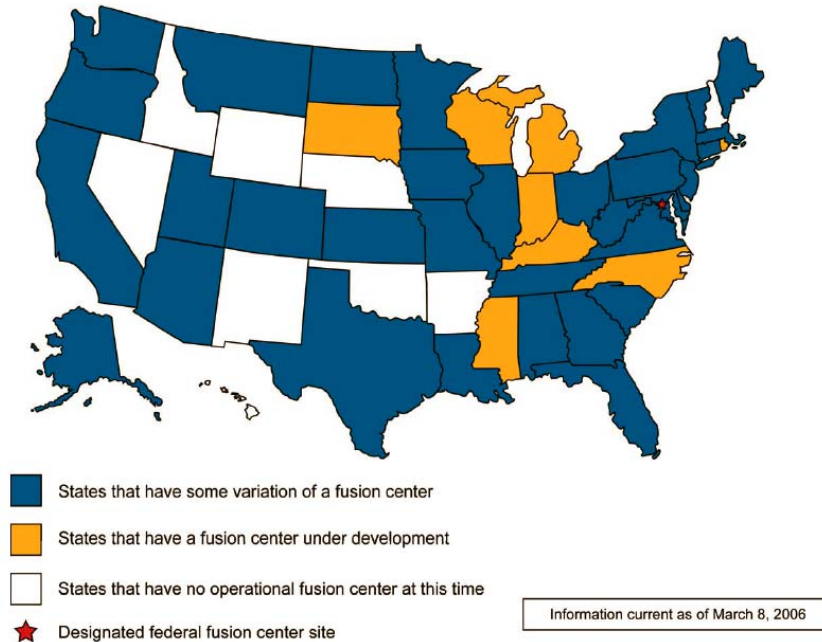 States that have some variation of a fusion center
States that have a fusion center under development
States that have no operational fusion center at this time
Designated federal fusion center site
Information current as of March 8, 2006